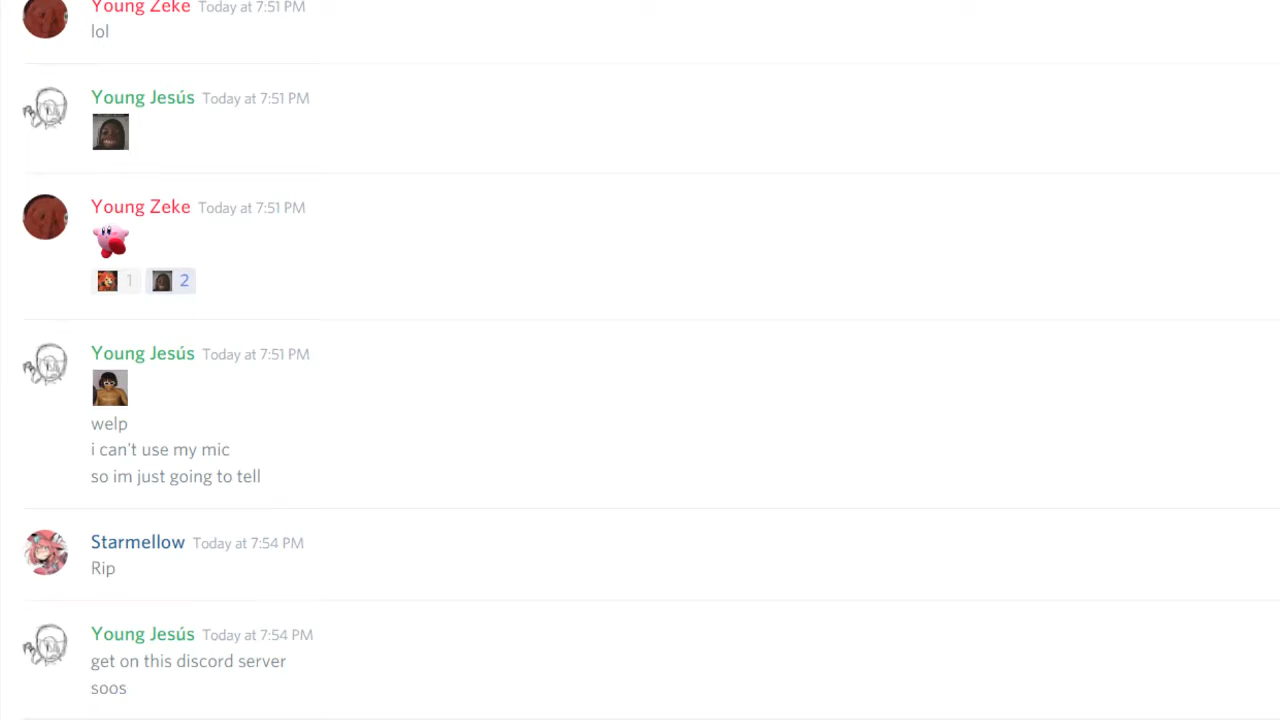 Young Zeke Today at 7:51 PM
lol
Young Jesús Today at 7:51 PM
Young Zeke Today at 7:51 PM
1 2
Young Jesús Today at 7:51 PM
welp
i can't use my mic
so im just going to tell
Starmellow Today at 7:54 PM
Rip
Young Jesús Today at 7:54 PM
get on this discord server
soos